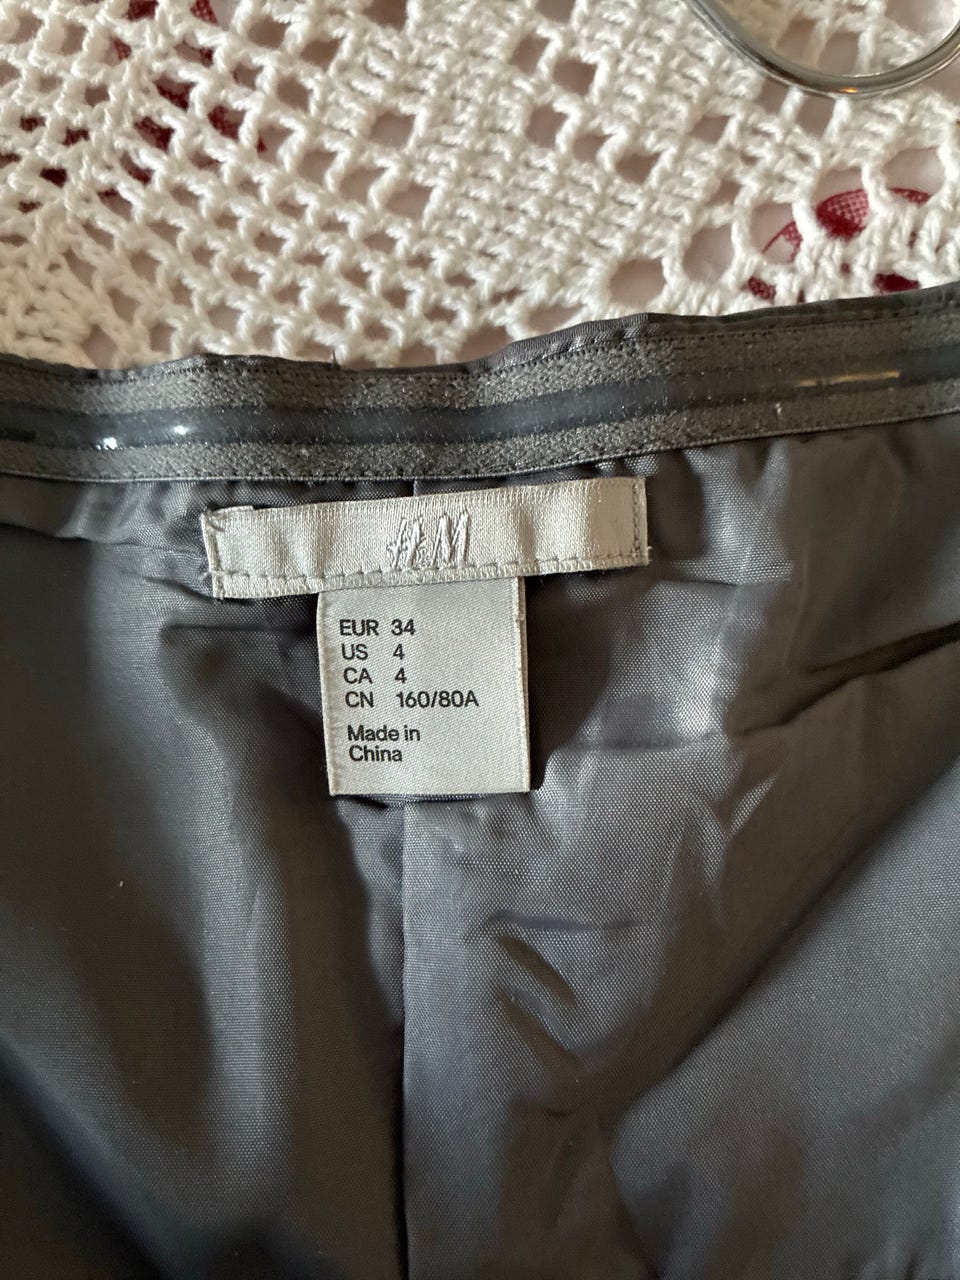 H&M
EUR 34
US 4
CA 4
CN 160/80A
Made in
China